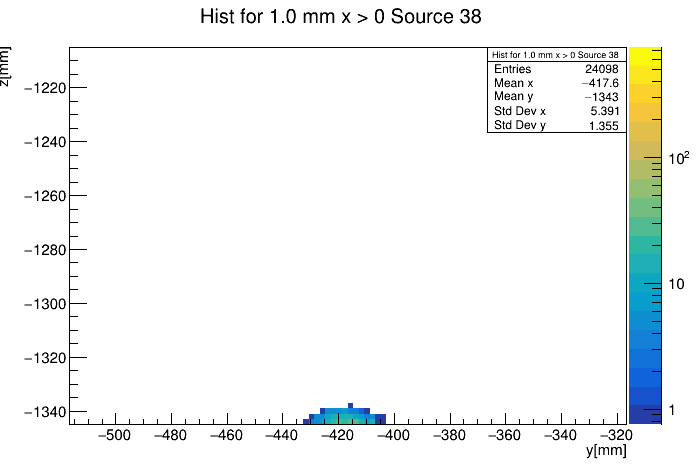 Hist for 1.0 mm x > 0 Source 38
z[mm]
Hist for 1.0 mm x > 0 Source 38
Entries 24098
Mean x −417.6
Mean y −1343
Std Dev x 5.391
Std Dev y 1.355
−1220
−1240
−1260
−1280
−1300
−1320
−1340
10²
10
1
−500 −480 −460 −440 −420 −400 −380 −360 −340 −320
y[mm]